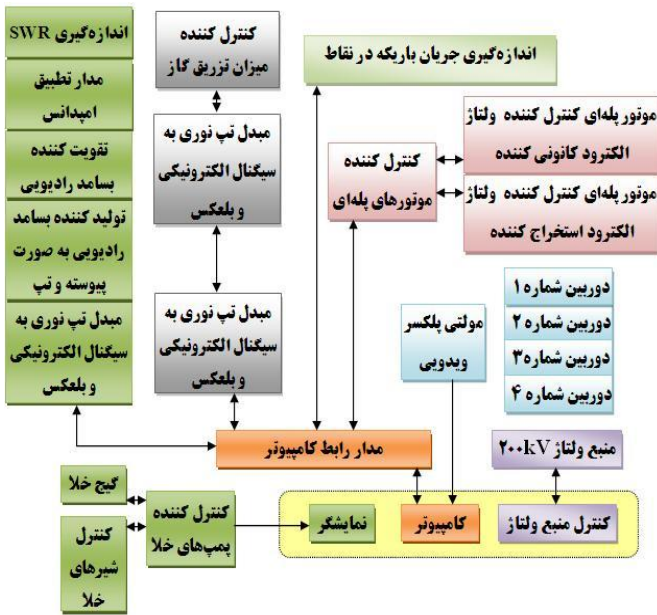 اندازه‌گیری SWR
مدار تطبیق
امپدانس
تقویت کننده
بسامد رادیویی
تولید کننده بسامد
رادیویی به صورت
پیوسته و تپ
مبدل تپ نوری به
سیگنال الکترونیکی
و بلعکس
کنترل کننده
میزان تزریق گاز
مبدل تپ نوری به
سیگنال الکترونیکی
و بلعکس
مبدل تپ نوری به
سیگنال الکترونیکی
و بلعکس
اندازه‌گیری جریان باریکه در نقاط
کنترل کننده
موتورهای پله‌ای
موتور پله‌ای کنترل کننده ولتاژ
الکترود کانونی کننده
موتور پله‌ای کنترل کننده ولتاژ
الکترود استخراج کننده
مولتی پلکسر
ویدویی
دوربین شماره ۱
دوربین شماره ۲
دوربین شماره ۳
دوربین شماره ۴
مدار رابط کامپیوتر
منبع ولتاژ ۲۰۰kV
گیج خلا
کنترل
شیرهای
خلا
کنترل کننده
پمپ‌های خلا
نمایشگر
کامپیوتر
کنترل منبع ولتاژ